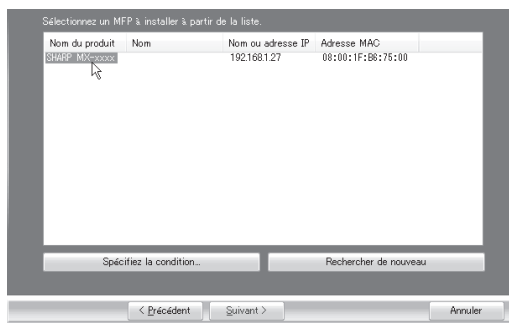 Sélectionnez un MFP à installer à partir de la liste.
Nom du produit Nom Nom ou adresse IP Adresse MAC
SHARP MX-xxxx 192.168.1.27 08:00:1F:B6:75:00
Spécifiez la condition... Rechercher de nouveau
< Précédent Suivant > Annuler